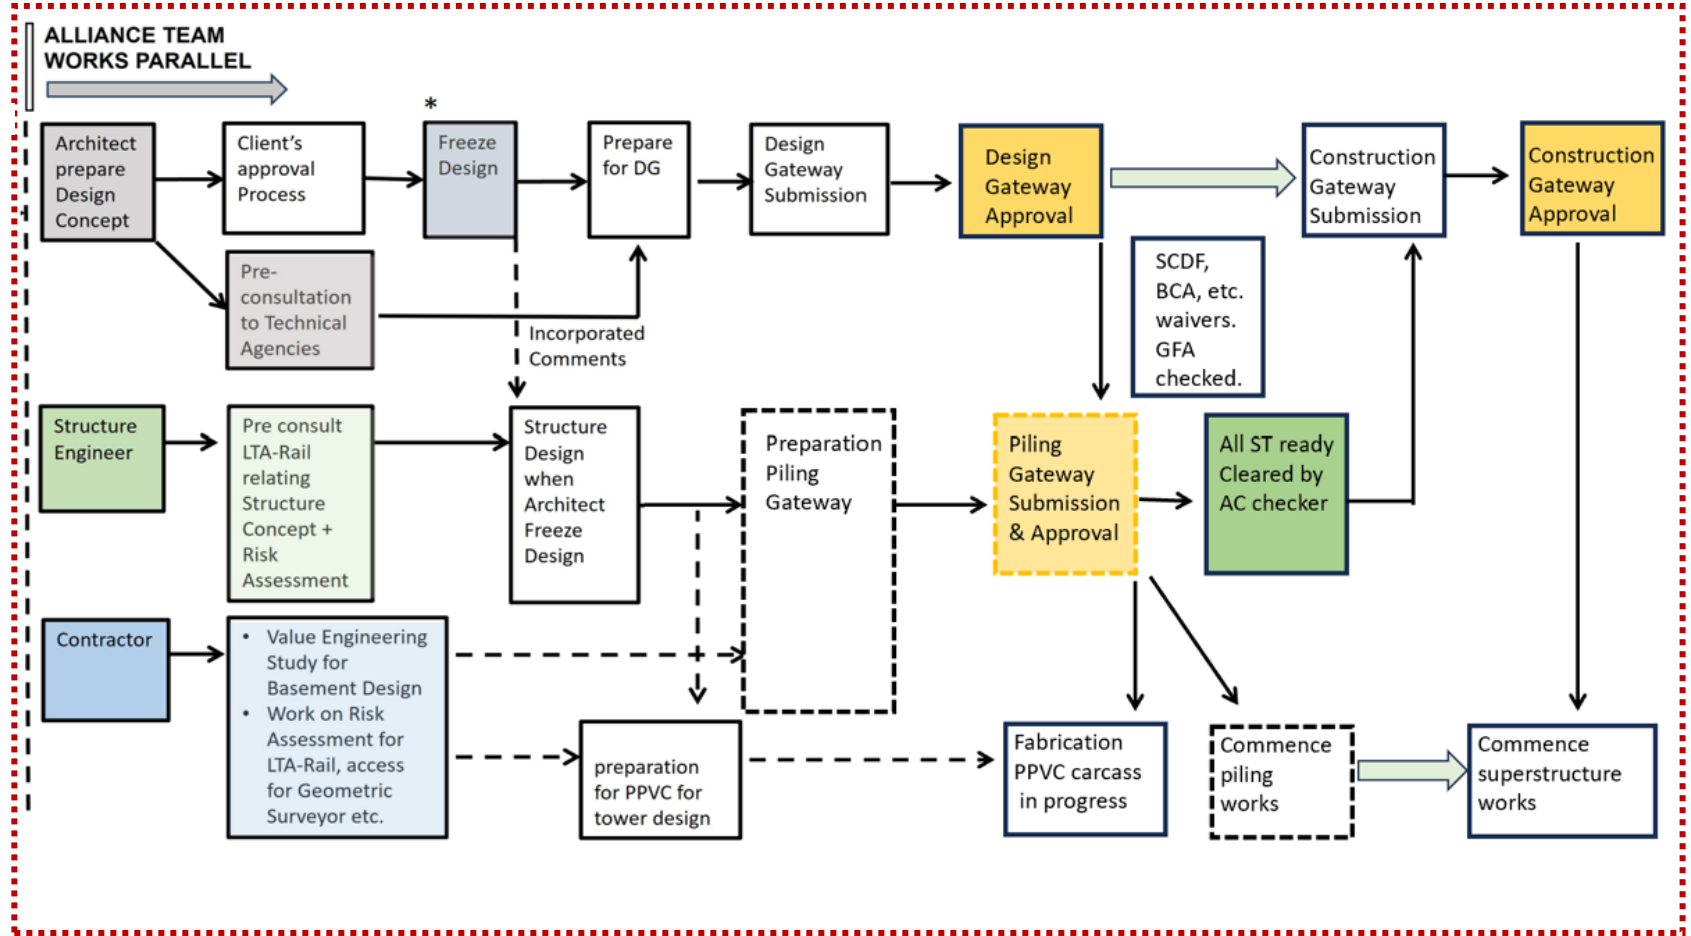 ALLIANCE TEAM
WORKS PARALLEL
*
Architect
prepare
Design
Concept
Client's
approval
Process
Freeze
Design
Prepare
for DG
Design
Gateway
Submission
Design
Gateway
Approval
Construction
Gateway
Submission
Construction
Gateway
Approval
Pre-
consultation
to Technical
Agencies
Incorporated
Comments
SCDF,
BCA, etc.
waivers.
GFA
checked.
Structure
Engineer
Pre consult
LTA-Rail
relating
Structure
Concept +
Risk
Assessment
Structure
Design
when
Architect
Freeze
Design
Preparation
Piling
Gateway
Piling
Gateway
Submission
& Approval
All ST ready
Cleared by
AC checker
Contractor
• Value Engineering
Study for
Basement Design
• Work on Risk
Assessment for
LTA-Rail, access
for Geometric
Surveyor etc.
preparation
for PPVC for
tower design
Fabrication
PPVC carcass
in progress
Commence
piling
works
Commence
superstructure
works